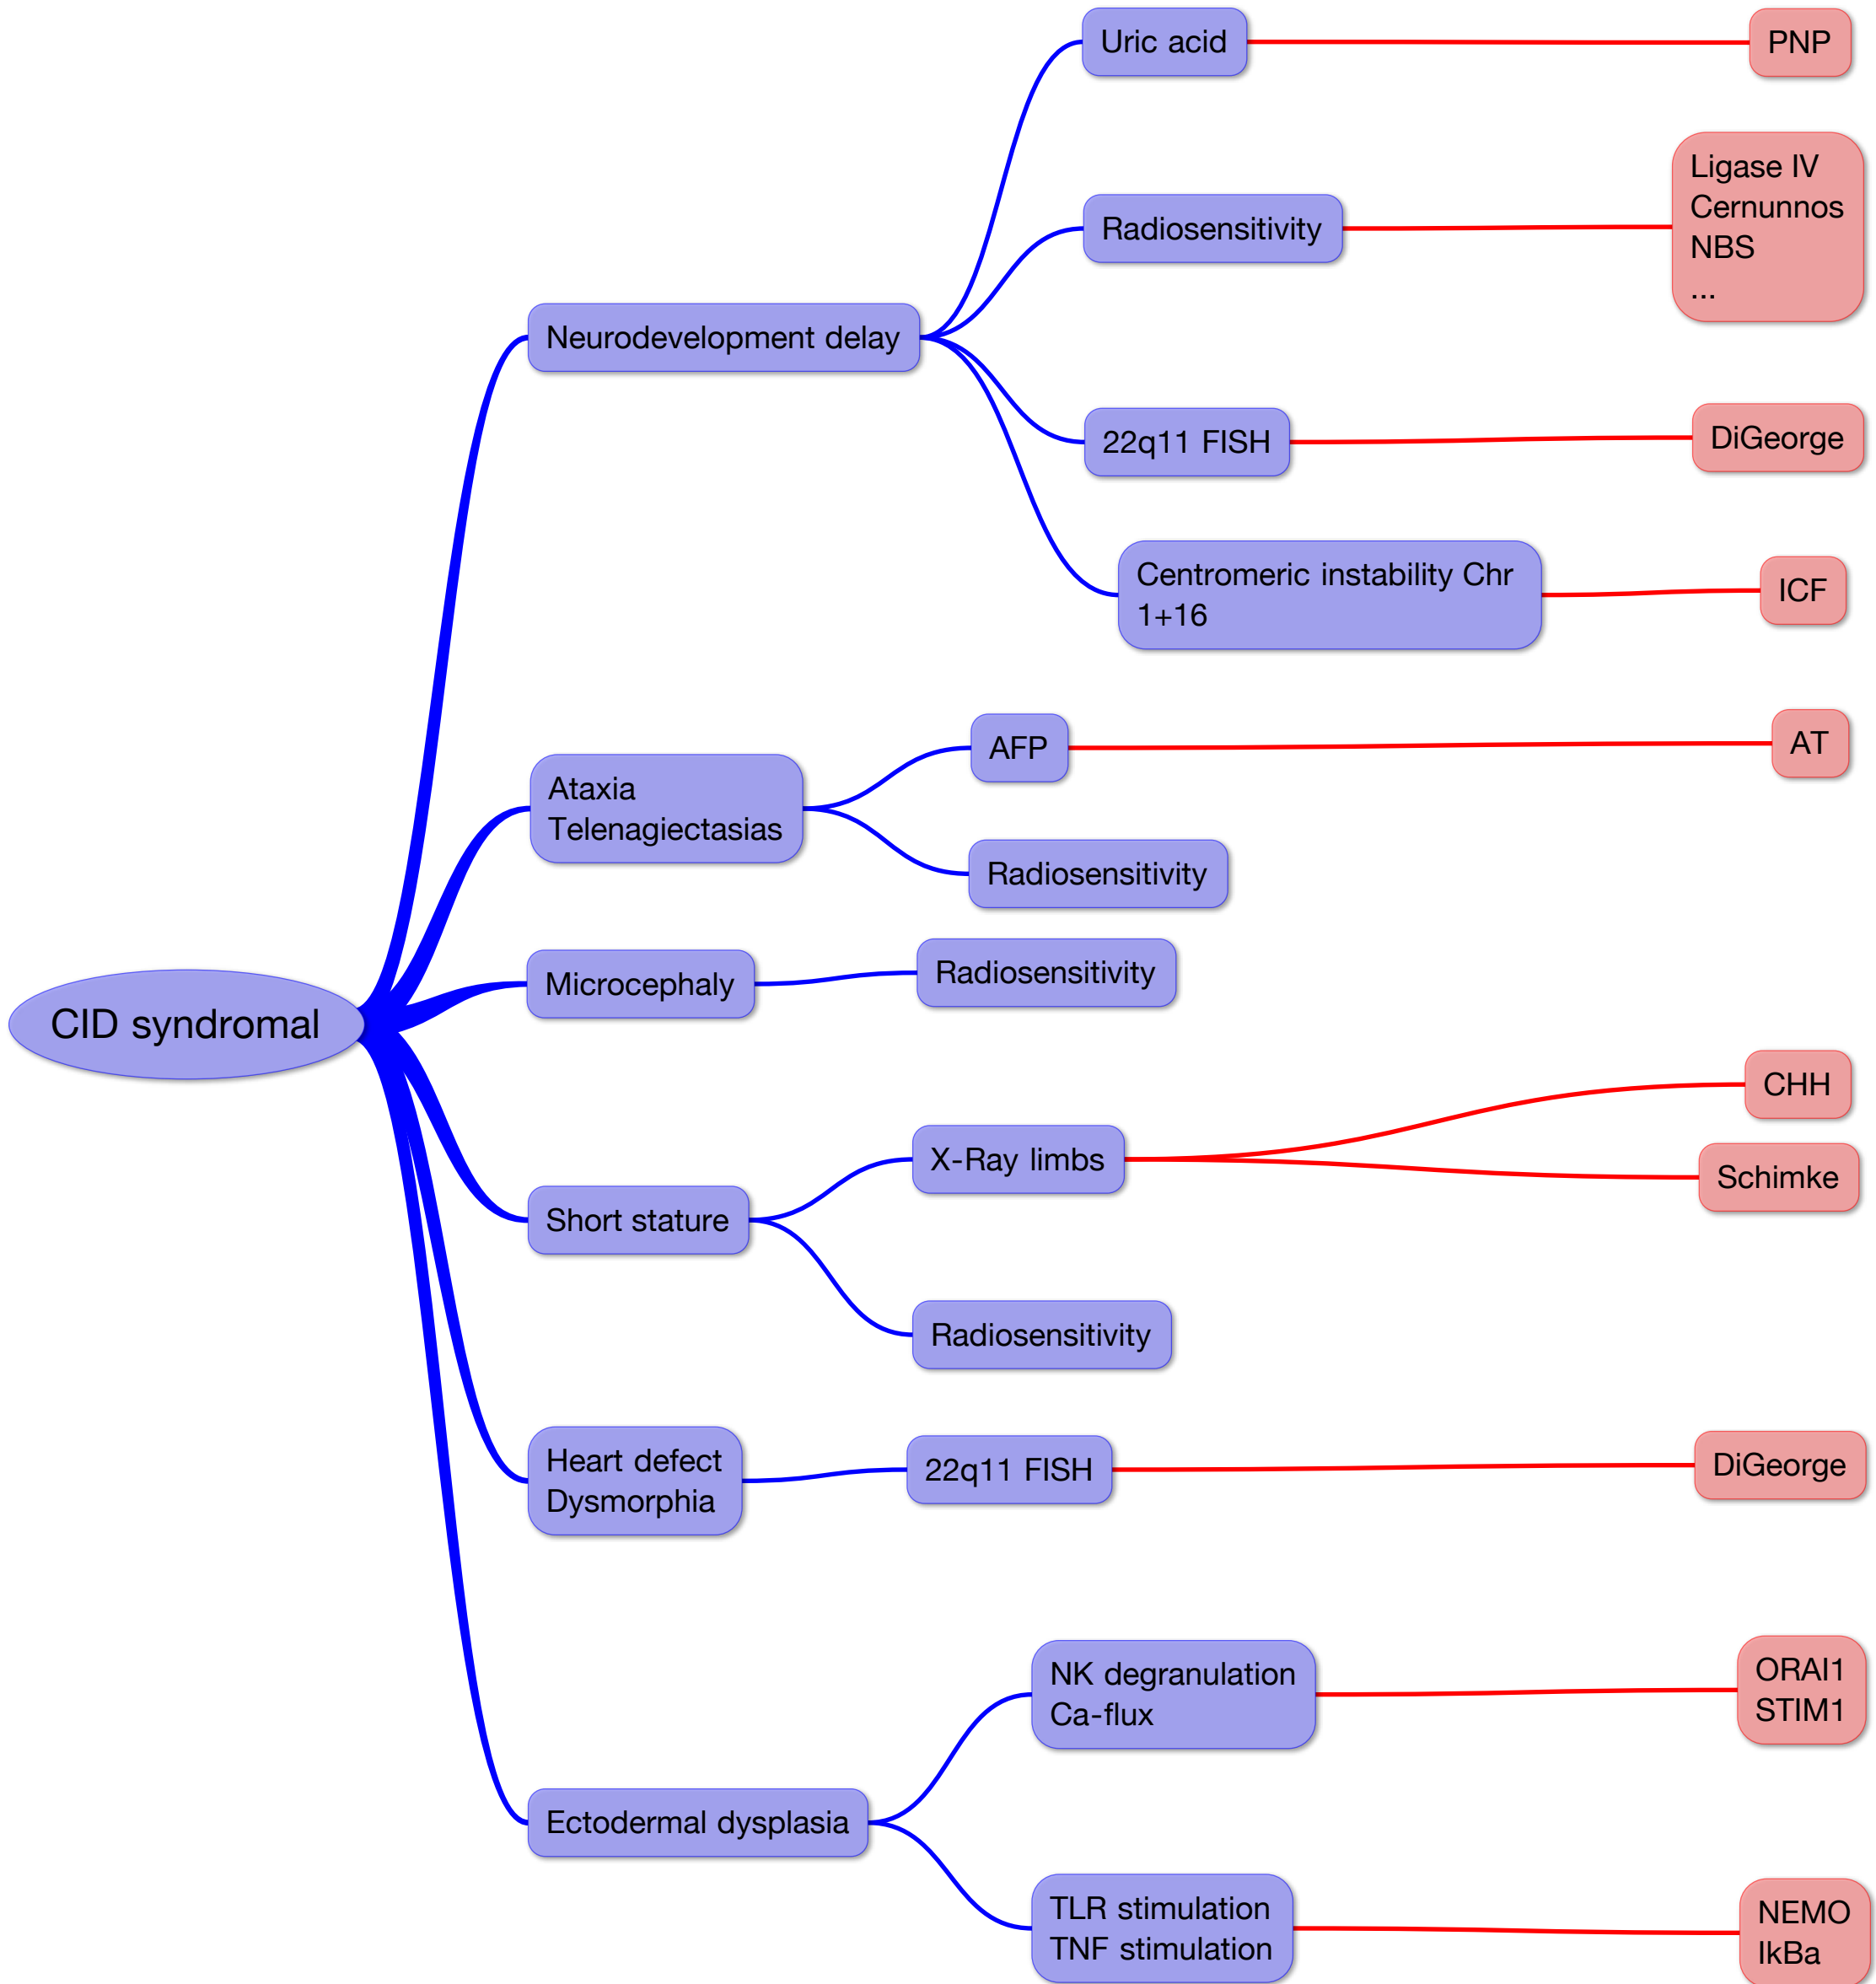 Uric acid
PNP
Ligase IV
Cernunnos
NBS
...
Radiosensitivity
Neurodevelopment delay
22q11 FISH
DiGeorge
Centromeric instability Chr
1+16
ICF
AFP
AT
Ataxia
Telenagiectasias
Radiosensitivity
Microcephaly
Radiosensitivity
CID syndromal
CHH
X-Ray limbs
Schimke
Short stature
Radiosensitivity
Heart defect
Dysmorphia
22q11 FISH
DiGeorge
NK degranulation
Ca-flux
ORAI1
STIM1
Ectodermal dysplasia
TLR stimulation
TNF stimulation
NEMO
IkBa